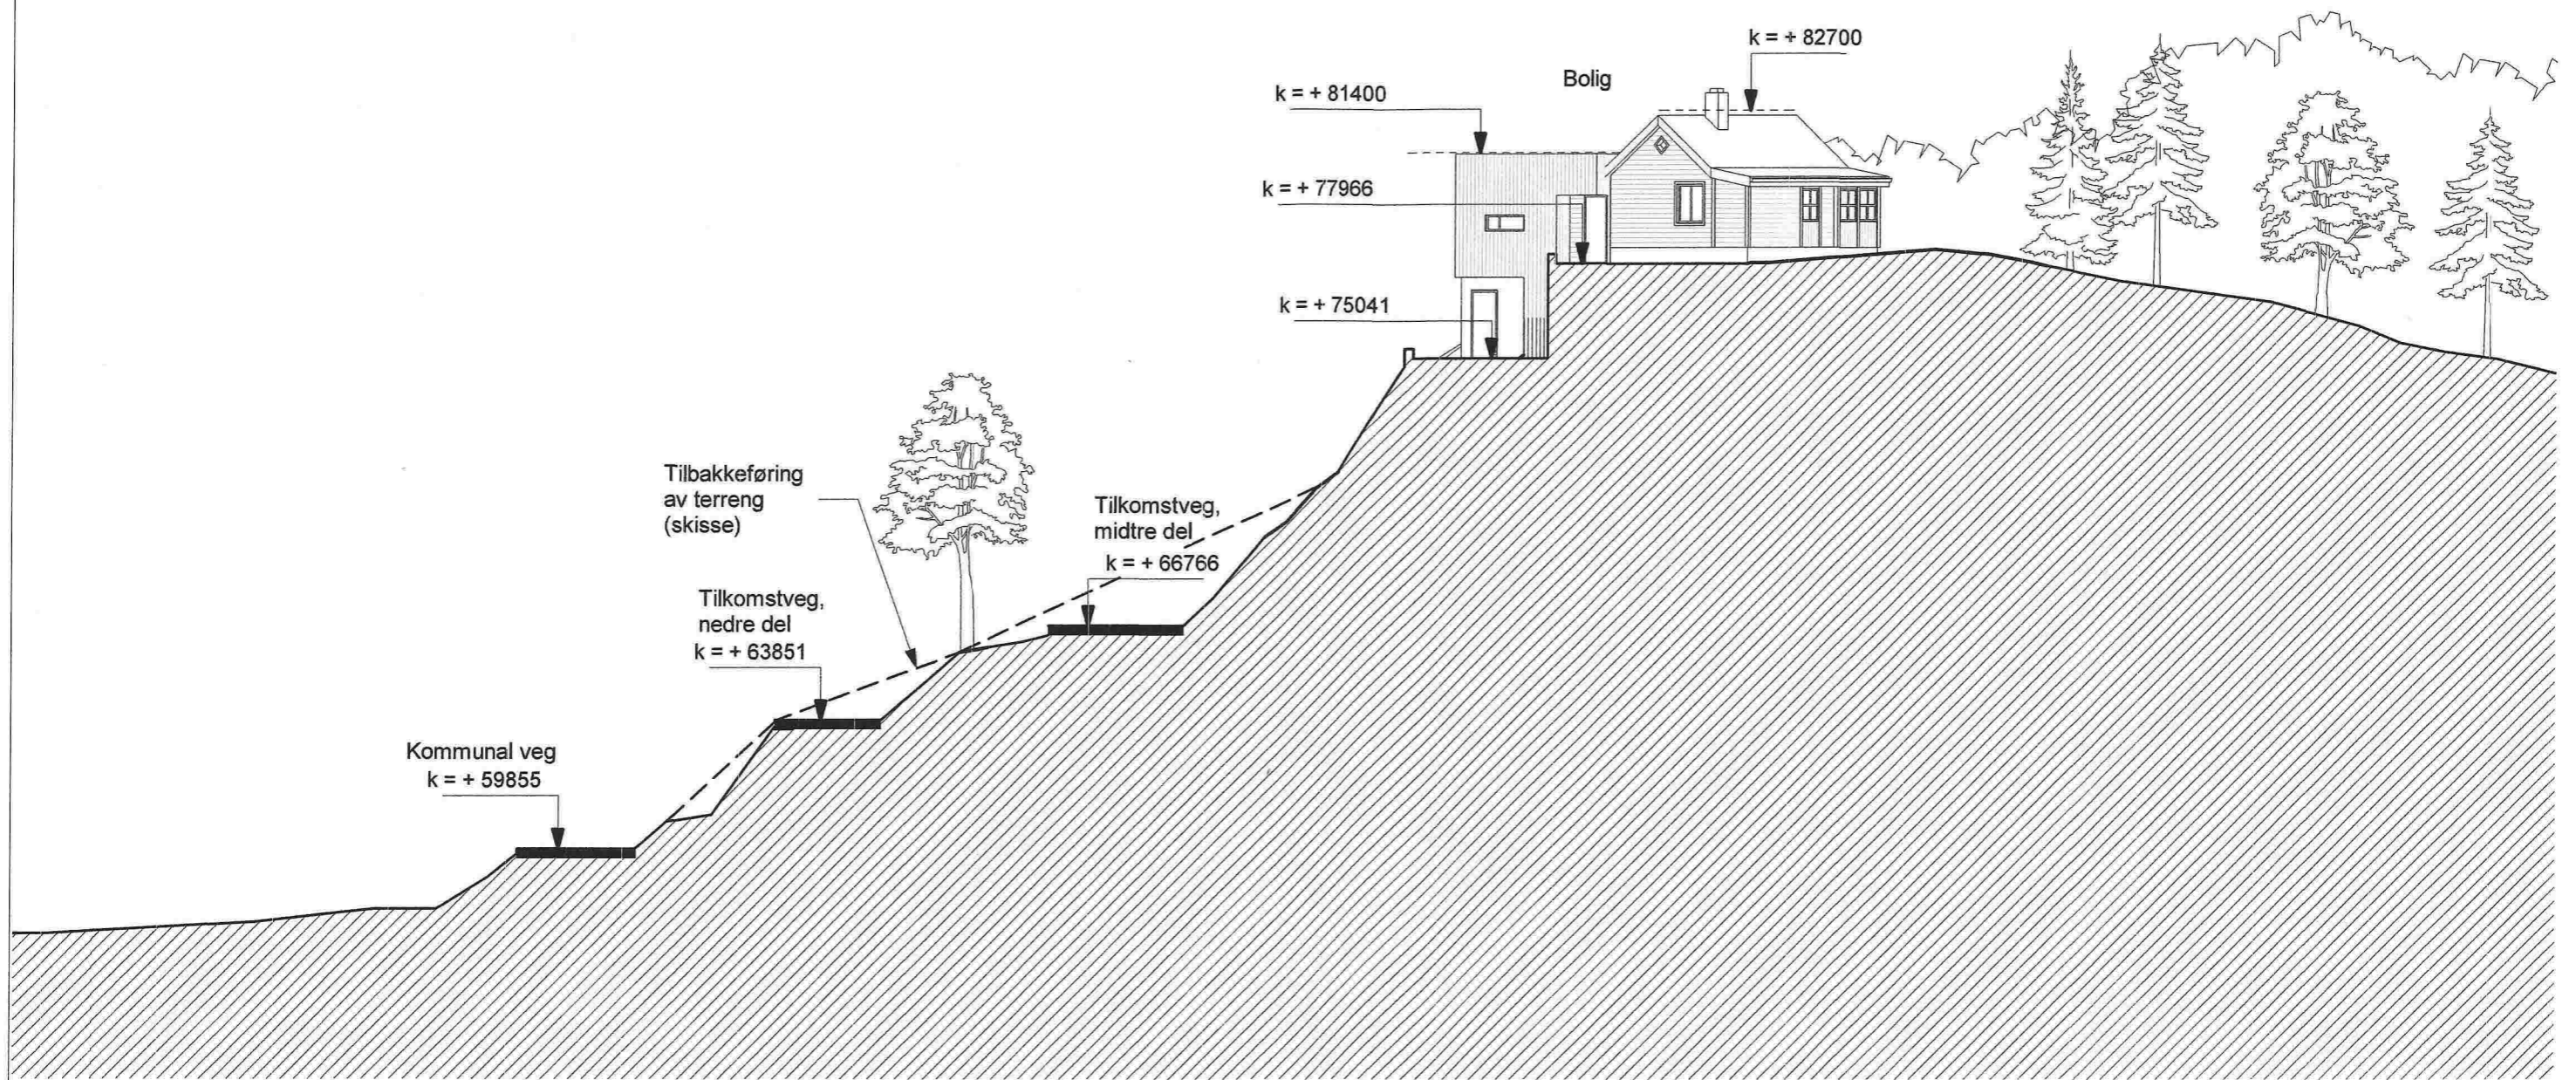 k = + 82700
Bolig
k = + 81400
k = + 77966
k = + 75041
Tilbakkeføring
av terreng
(skisse)
Tilkomstveg,
midtre del
k = + 66766
Tilkomstveg,
nedre del
k = + 63851
Kommunal veg
k = + 59855